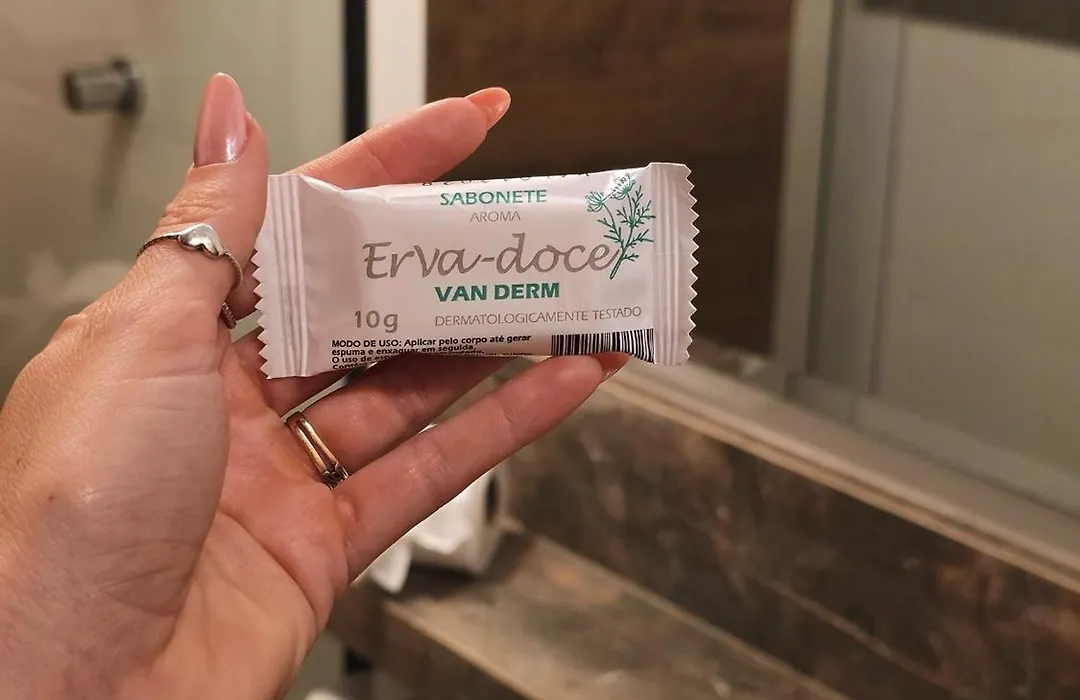 SABONETE
AROMA
Erva-doce
VAN DERM
10g
DERMATOLOGICAMENTE TESTADO
MODO DE USO: Aplicar pelo corpo até gerar
espuma e enxaguar em seguida.
O uso de